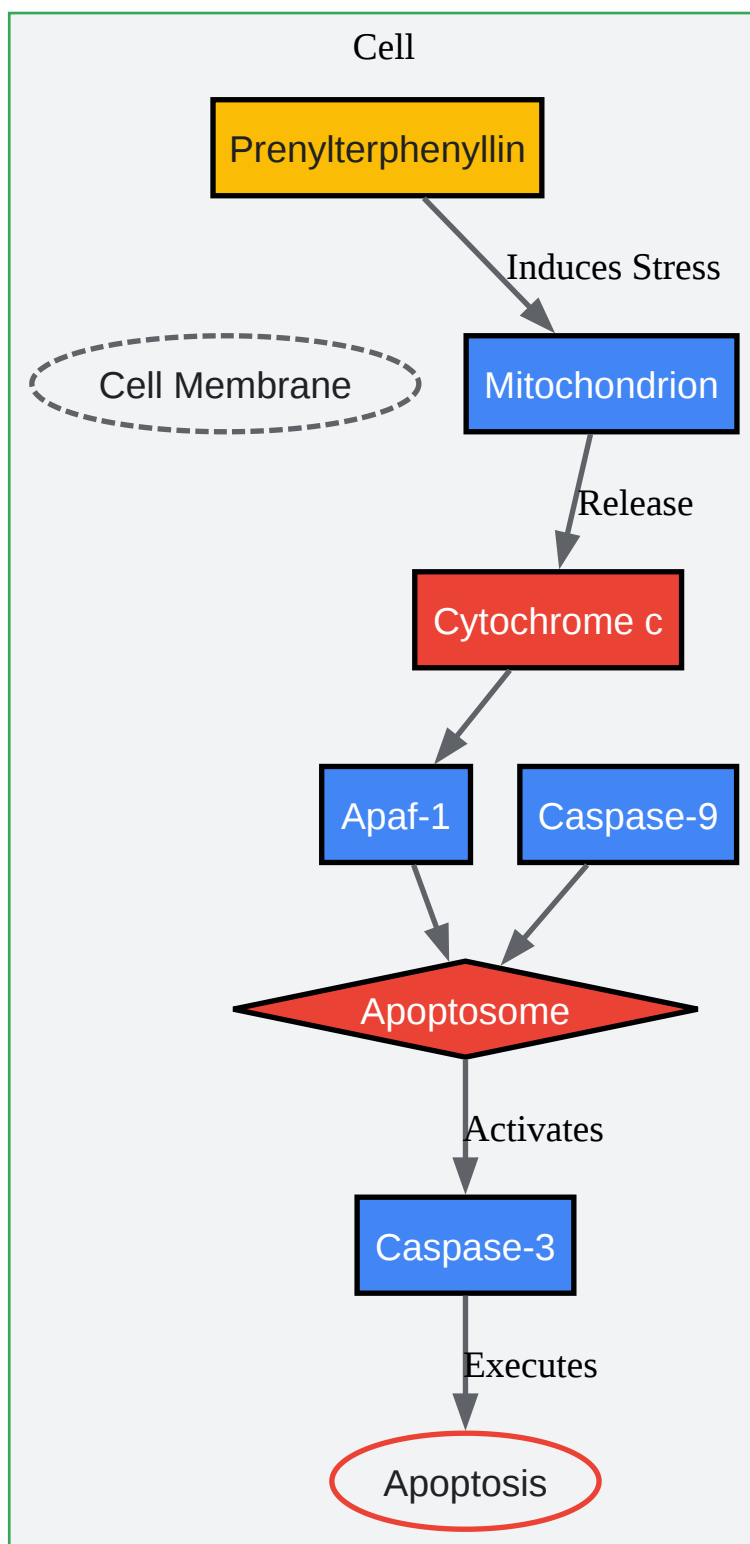 Cell
Prenylterphenyllin
Induces Stress
Cell Membrane
Mitochondrion
Release
Cytochrome c
Apaf-1
Caspase-9
Apoptosome
Activates
Caspase-3
Executes
Apoptosis